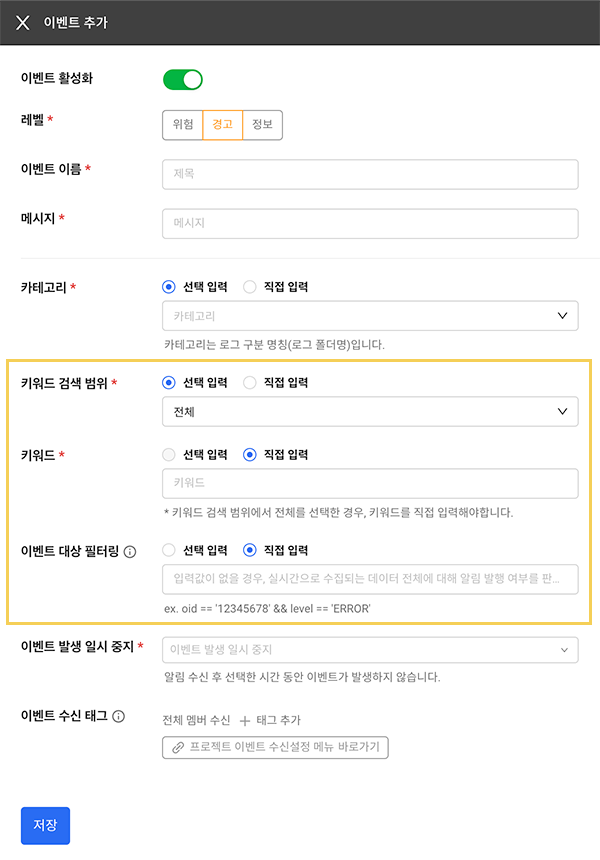 이벤트 추가
이벤트 활성화
레벨 *
위험 경고 정보
이벤트 이름 *
제목
메시지 *
메시지
카테고리 *
선택 입력 직접 입력
카테고리
카테고리는 로그 구분 명칭(로그 폴더명)입니다.
키워드 검색 범위 *
선택 입력 직접 입력
전체
키워드 *
선택 입력 직접 입력
키워드
* 키워드 검색 범위에서 전체를 선택한 경우, 키워드를 직접 입력해야합니다.
이벤트 대상 필터링
선택 입력 직접 입력
입력값이 없을 경우, 실시간으로 수집되는 데이터 전체에 대해 알림 발행 여부를 판...
ex. oid == '12345678' && level == 'ERROR'
이벤트 발생 일시 중지 *
이벤트 발생 일시 중지
알림 수신 후 선택한 시간 동안 이벤트가 발생하지 않습니다.
이벤트 수신 태그
전체 멤버 수신 + 태그 추가
프로젝트 이벤트 수신설정 메뉴 바로가기
저장